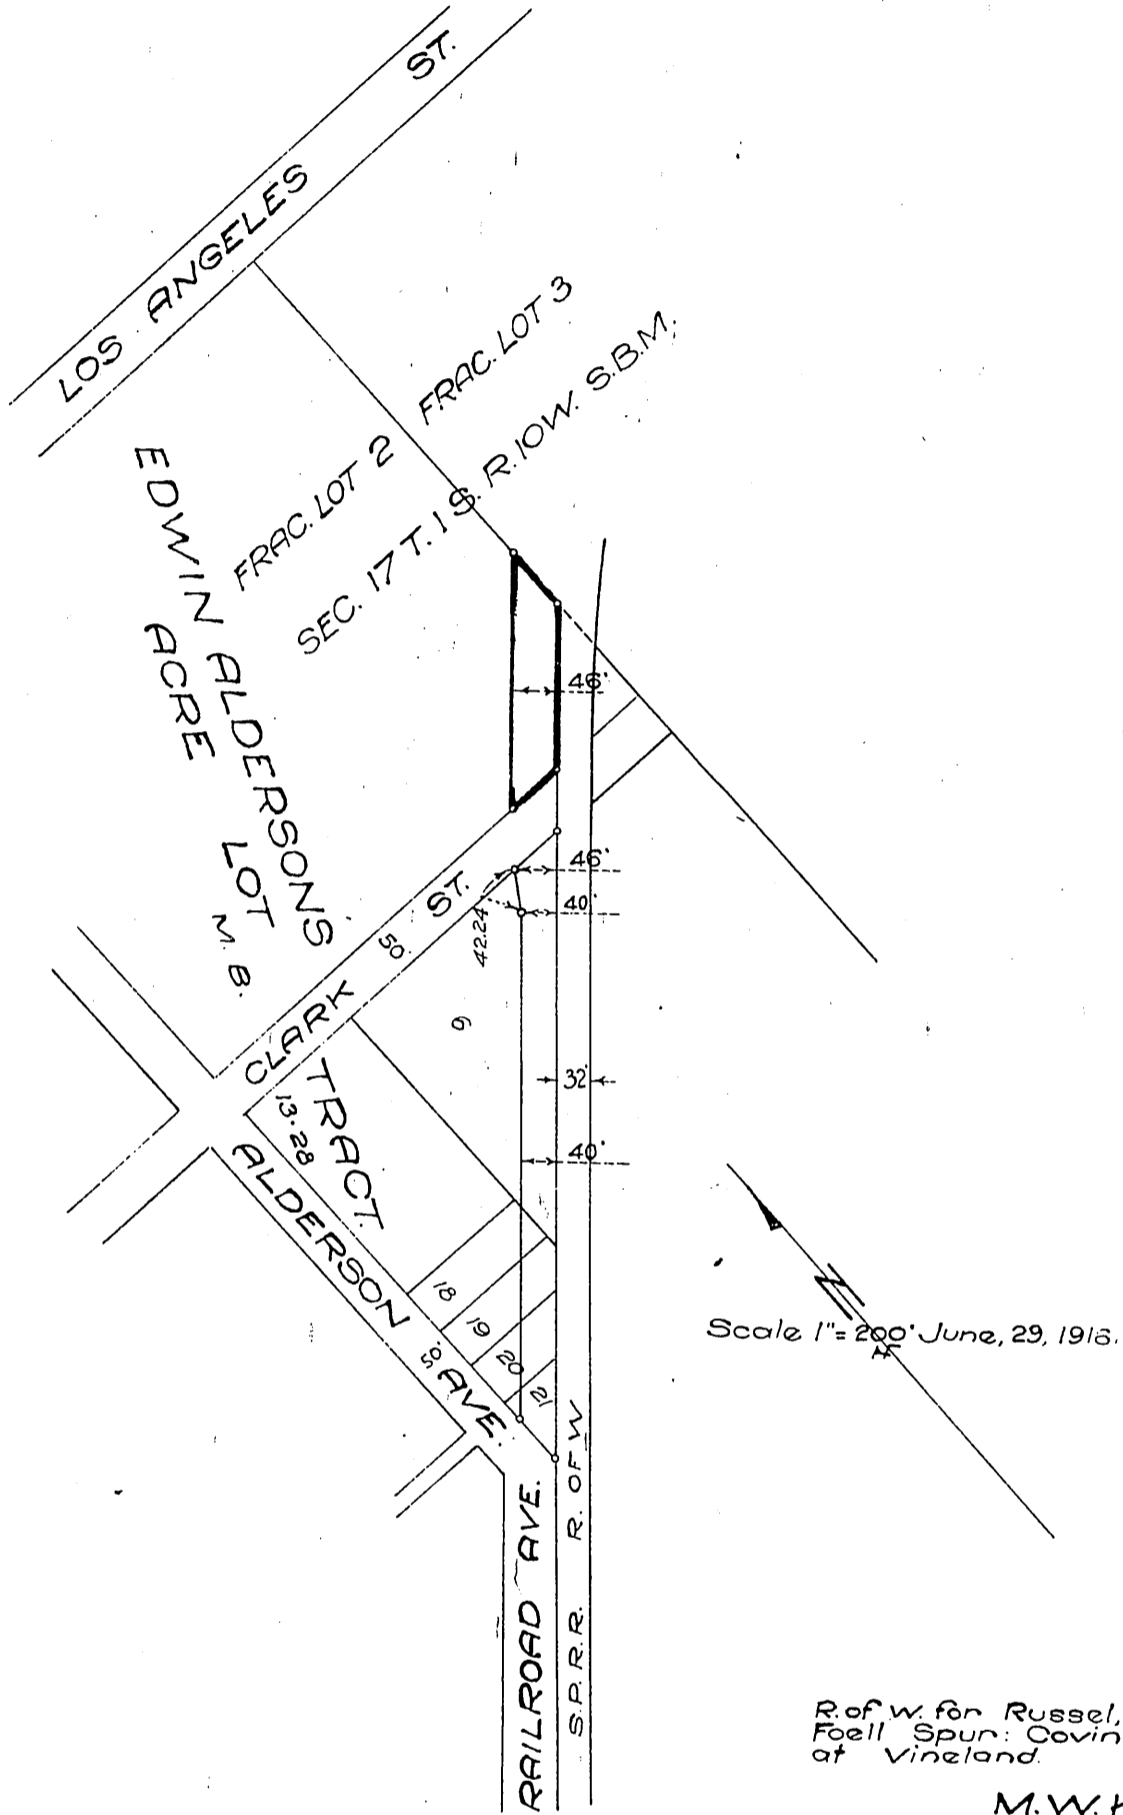 LOS ANGELES ST.
FRAC. LOT 3
FRAC. LOT 2
SEC. 17 T. 1 S. R. 10W. S.B.M.
EDWIN ALDERSONS
ACRE LOT
M. B.
46'
46'
40'
42.24
CLARK ST.
50'
9
TRACT.
13-28
32'
40'
ALDERSON AVE.
50'
18
19
20
21
N
Scale 1"=200' June, 29, 1916.
RAILROAD AVE.
S.P.R.R. R. OF W
R. of W. for Russel,
Foell Spur: Covin
at Vineland.
M.W.